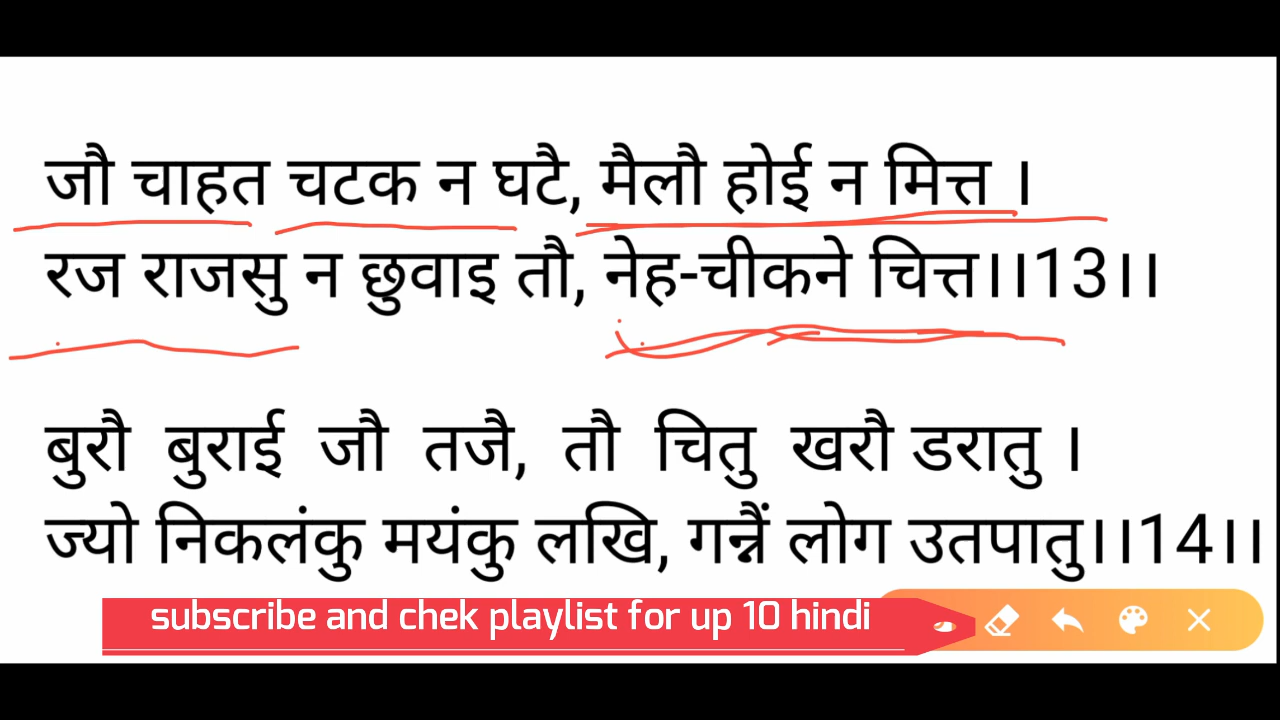 जौ चाहत चटक न घटै, मैलौ होई न मित्त ।
रज राजसु न छुवाइ तौ, नेह-चीकने चित्त।।13।।
बुरौ बुराई जौ तजै, तौ चितु खरौ डरातु ।
ज्यो निकलंकु मयंकु लखि, गन्नैं लोग उतपातु।।14।।
subscribe and chek playlist for up 10 hindi